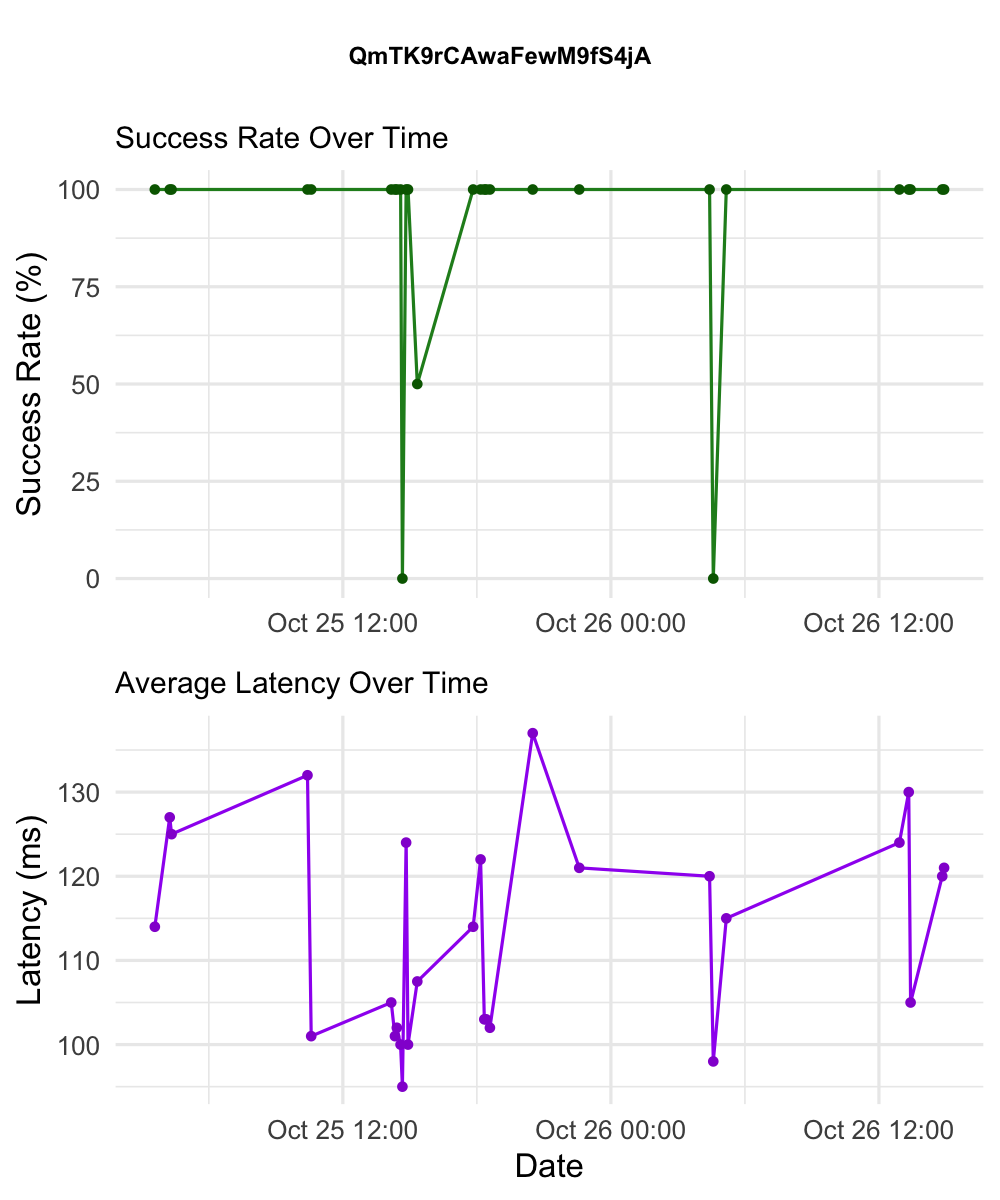 QmTK9rCAwaFewM9fS4jA
Success Rate Over Time
Success Rate (%)
100
75
50
25
0
Oct 25 12:00 Oct 26 00:00 Oct 26 12:00
Average Latency Over Time
Latency (ms)
130
120
110
100
Oct 25 12:00 Oct 26 00:00 Oct 26 12:00
Date